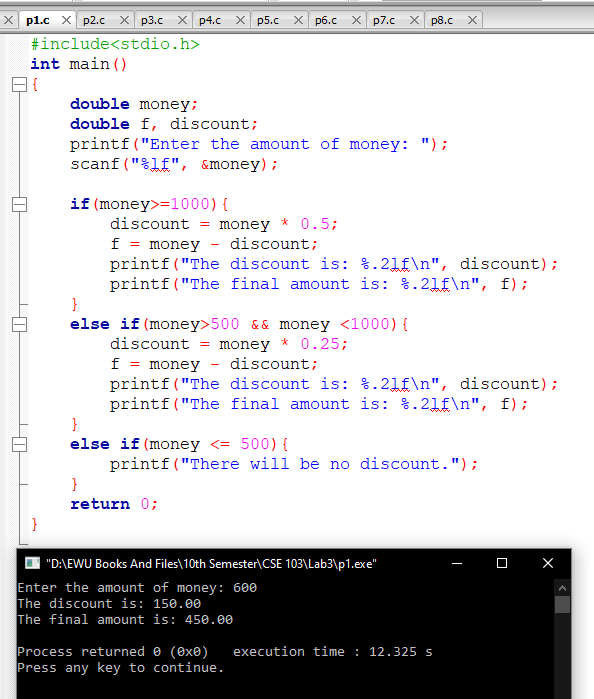 p1.c p2.c p3.c p4.c p5.c p6.c p7.c p8.c
#include<stdio.h>
int main()
{
double money;
double f, discount;
printf("Enter the amount of money: ");
scanf("%lf", &money);
if(money>=1000){
discount = money * 0.5;
f = money - discount;
printf("The discount is: %.2lf\n", discount);
printf("The final amount is: %.2lf\n", f);
}
else if(money>500 && money <1000){
discount = money * 0.25;
f = money - discount;
printf("The discount is: %.2lf\n", discount);
printf("The final amount is: %.2lf\n", f);
}
else if(money <= 500){
printf("There will be no discount.");
}
return 0;
}
"D:\EWU Books And Files\10th Semester\CSE 103\Lab3\p1.exe"
Enter the amount of money: 600
The discount is: 150.00
The final amount is: 450.00
Process returned 0 (0x0) execution time : 12.325 s
Press any key to continue.